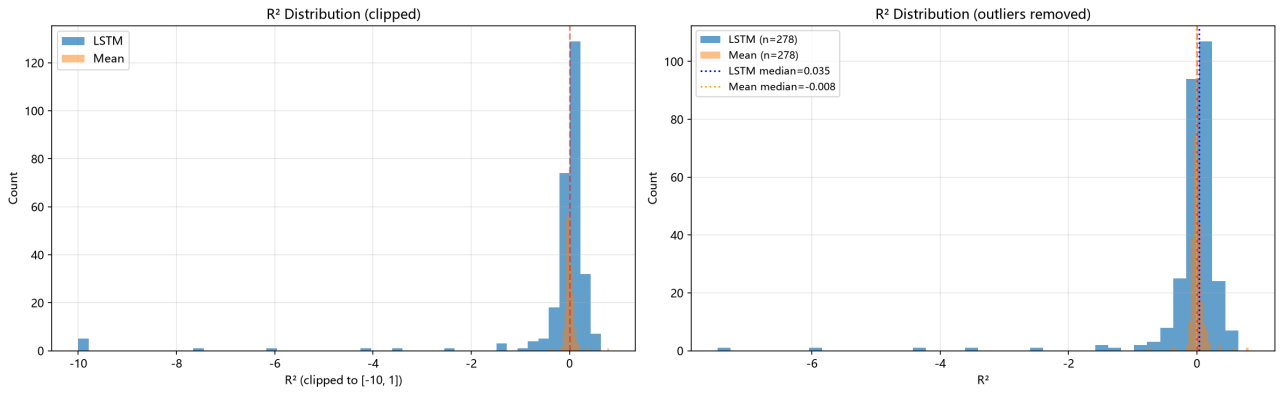 R² Distribution (clipped)
LSTM
Mean
Count
120
100
80
60
40
20
0
-10
-8
-6
-4
-2
0
R² (clipped to [-10, 1])
R² Distribution (outliers removed)
LSTM (n=278)
Mean (n=278)
LSTM median=0.035
Mean median=-0.008
Count
100
80
60
40
20
0
-6
-4
-2
0
R²